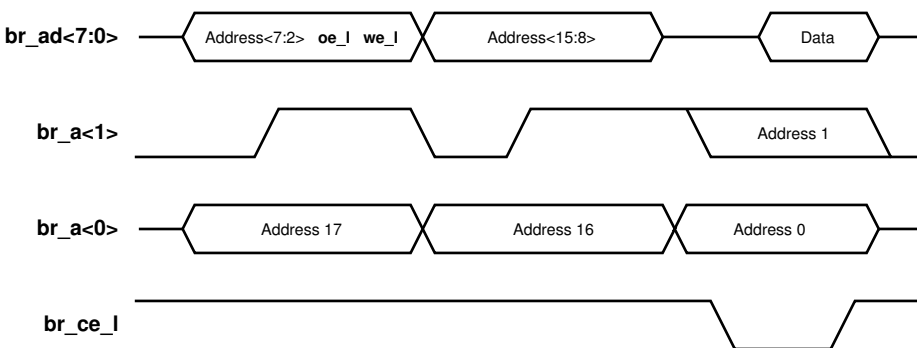 br_ad<7:0> Address<7:2> oe_l we_l Address<15:8> Data
br_a<1> Address 1
br_a<0> Address 17 Address 16 Address 0
br_ce_l